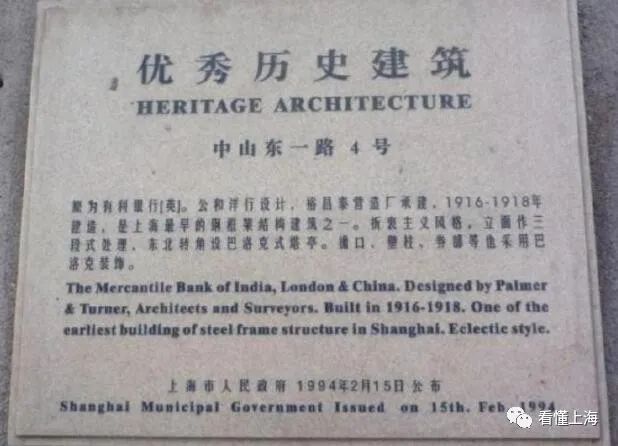 优秀历史建筑
HERITAGE ARCHITECTURE
中山东一路 4 号
原为有利银行[英]。公和洋行设计,裕昌泰营造厂承建,1916-1918年
建造,是上海最早的钢框架结构建筑之一。折衷主义风格,立面作三
段式处理,东北转角设巴洛克式塔亭。窗口、壁柱、等也采用巴
洛克装饰。
The Mercantile Bank of India, London & China. Designed by Palmer
& Turner, Architects and Surveyors. Built in 1916-1918. One of the
earliest building of steel frame structure in Shanghai. Eclectic style.
上海市人民政府 1994年2月15日公布
Shanghai Municipal Government Issued on 15th. Feb. 1994
看懂上海